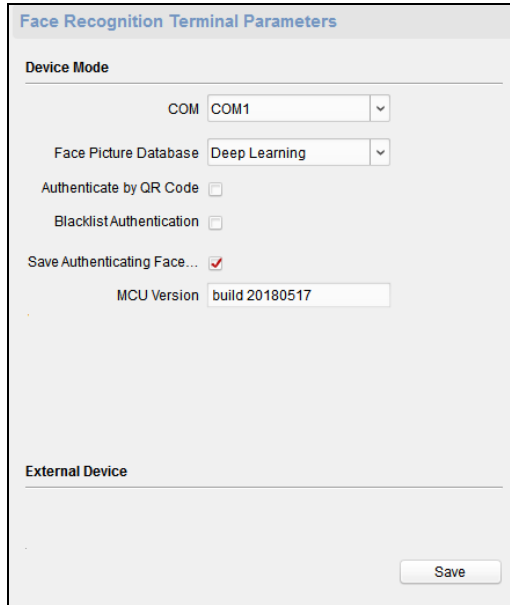 Face Recognition Terminal Parameters
Device Mode
COM COM1
Face Picture Database Deep Learning
Authenticate by QR Code
Blacklist Authentication
Save Authenticating Face...
MCU Version build 20180517
External Device
Save